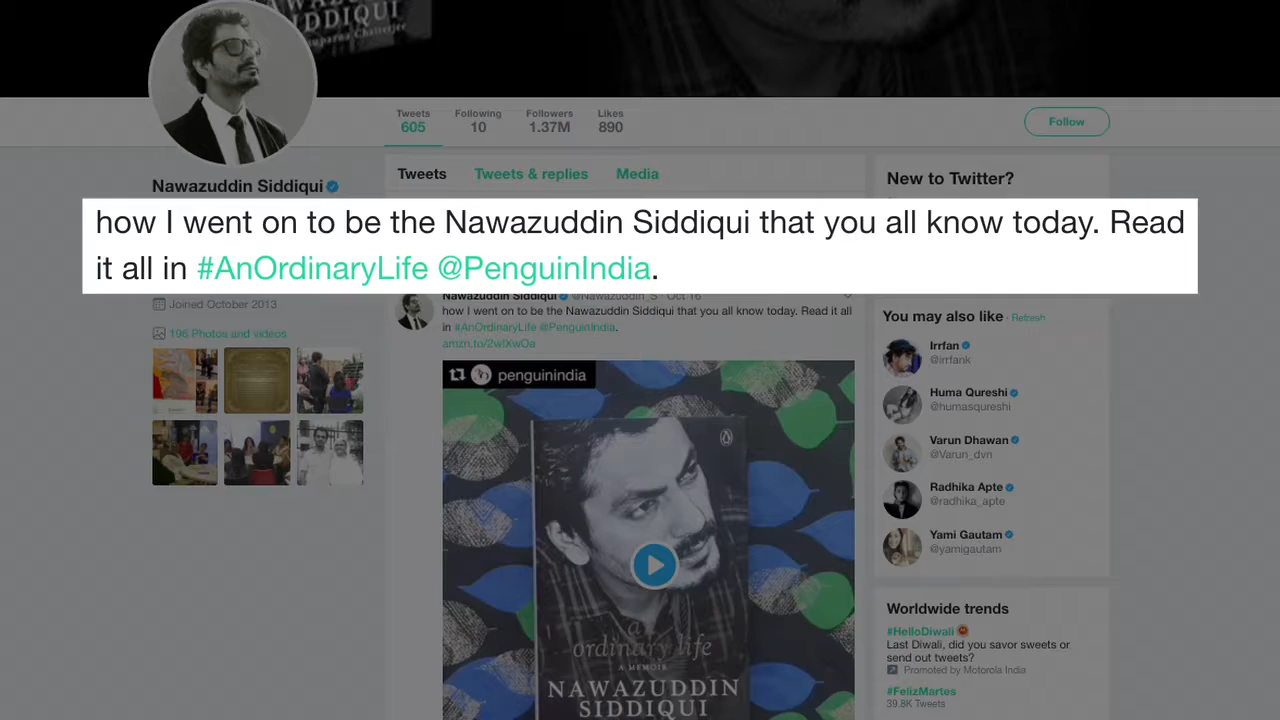 SIDDIQUI
Tweets
Following
Followers
Likes
605
10
1.37M
890
Follow
Nawazuddin Siddiqui
Tweets
Tweets & replies
Media
New to Twitter?
how I went on to be the Nawazuddin Siddiqui that you all know today. Read
it all in #AnOrdinaryLife @PenguinIndia.
Joined October 2013
196 Photos and videos
Nawazuddin Siddiqui @Nawazuddin_S · Oct 16
how I went on to be the Nawazuddin Siddiqui that you all know today. Read it all
in #AnOrdinaryLife @PenguinIndia.
amzn.to/2wIXwOa
penguinindia
an
ordinary life
A MEMOIR
NAWAZUDDIN
SIDDIQUI
You may also like · Refresh
Irrfan
@irrfank
Huma Qureshi
@humasqureshi
Varun Dhawan
@Varun_dvn
Radhika Apte
@radhika_apte
Yami Gautam
@yamigautam
Worldwide trends
#HelloDiwali
Last Diwali, did you savor sweets or
send out tweets?
Promoted by Motorola India
#FelizMartes
39.8K Tweets